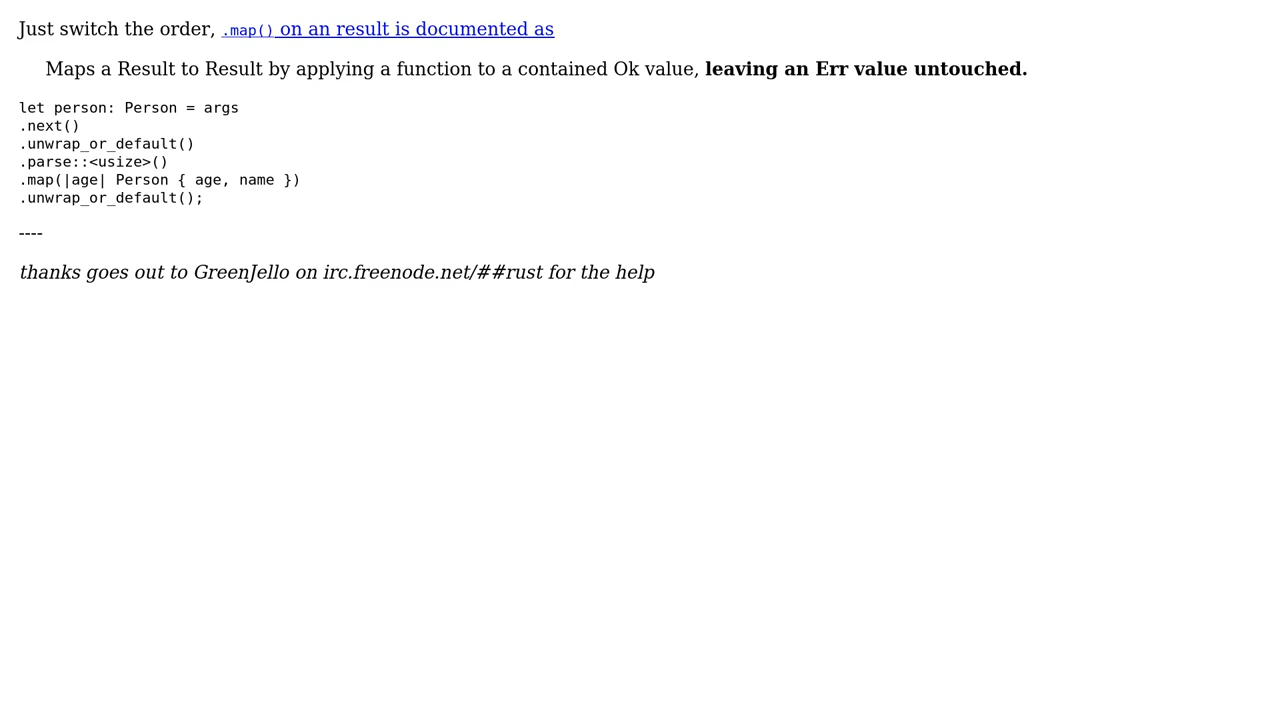 Just switch the order, .map() on an result is documented as
Maps a Result to Result by applying a function to a contained Ok value, leaving an Err value untouched.
let person: Person = args
.next()
.unwrap_or_default()
.parse::<usize>()
.map(|age| Person { age, name })
.unwrap_or_default();
----
thanks goes out to GreenJello on irc.freenode.net/##rust for the help